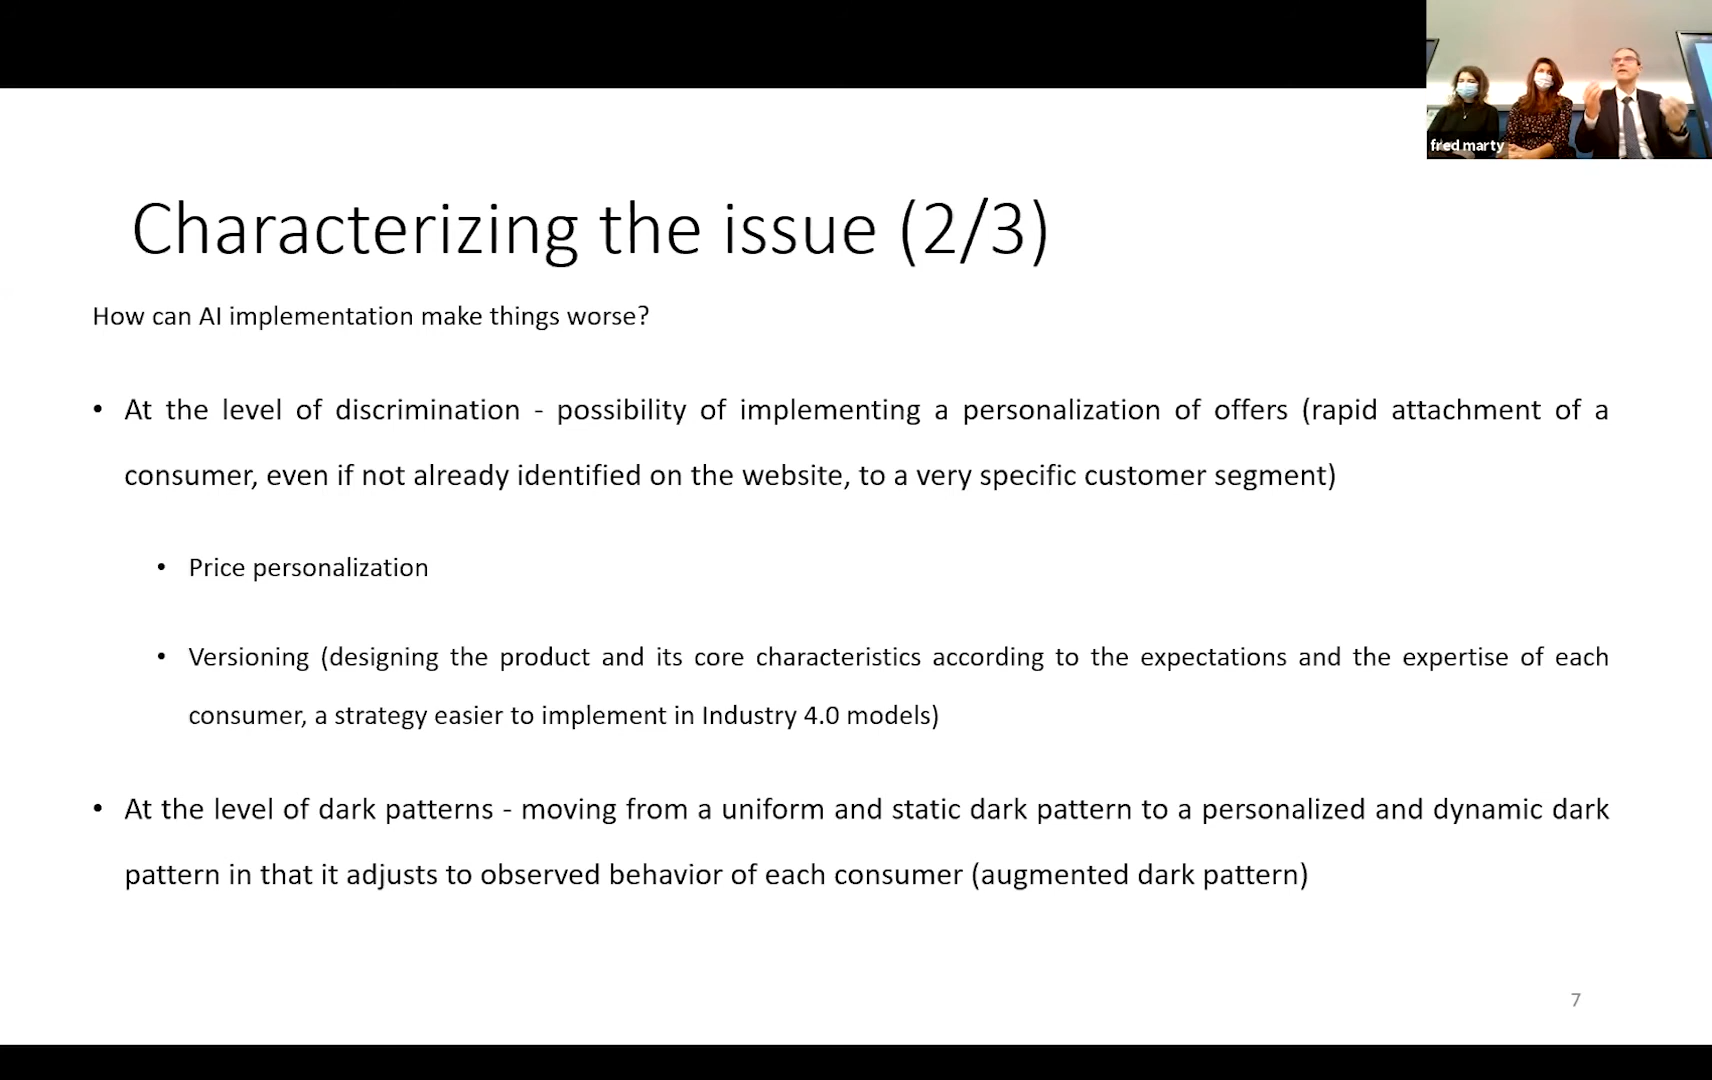 fred marty
Characterizing the issue (2/3)
How can AI implementation make things worse?
• At the level of discrimination - possibility of implementing a personalization of offers (rapid attachment of a
consumer, even if not already identified on the website, to a very specific customer segment)
• Price personalization
• Versioning (designing the product and its core characteristics according to the expectations and the expertise of each
consumer, a strategy easier to implement in Industry 4.0 models)
• At the level of dark patterns - moving from a uniform and static dark pattern to a personalized and dynamic dark
pattern in that it adjusts to observed behavior of each consumer (augmented dark pattern)
7